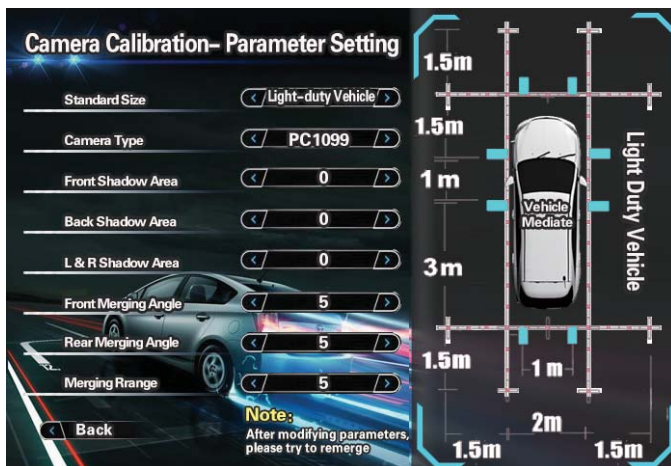 Camera Calibration– Parameter Setting
Standard Size
Light–duty Vehicle
Camera Type
PC1099
Front Shadow Area
0
Back Shadow Area
0
L & R Shadow Area
0
Front Merging Angle
5
Rear Merging Angle
5
Merging Rrange
5
Back
Note:
After modifying parameters,
please try to remerge
1.5m
1.5m
1m
3m
1.5m
Vehicle
Mediate
Light Duty Vehicle
1m
2m
1.5m
1.5m